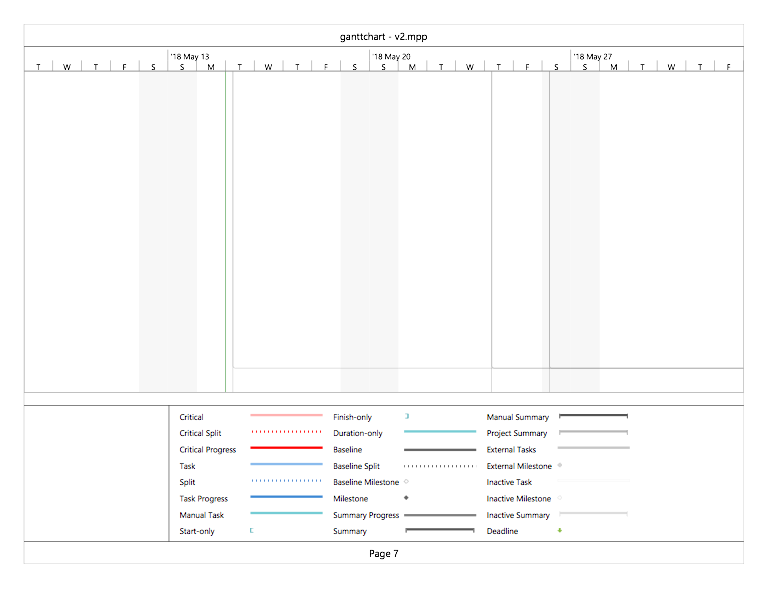 ganttchart - v2.mpp
'18 May 13 '18 May 20 '18 May 27
T W T F S S M T W T F S S M T W T F S S M T W T F
Critical Finish-only Manual Summary
Critical Split Duration-only Project Summary
Critical Progress Baseline External Tasks
Task Baseline Split External Milestone
Split Baseline Milestone Inactive Task
Task Progress Milestone Inactive Milestone
Manual Task Summary Progress Inactive Summary
Start-only Summary Deadline
Page 7